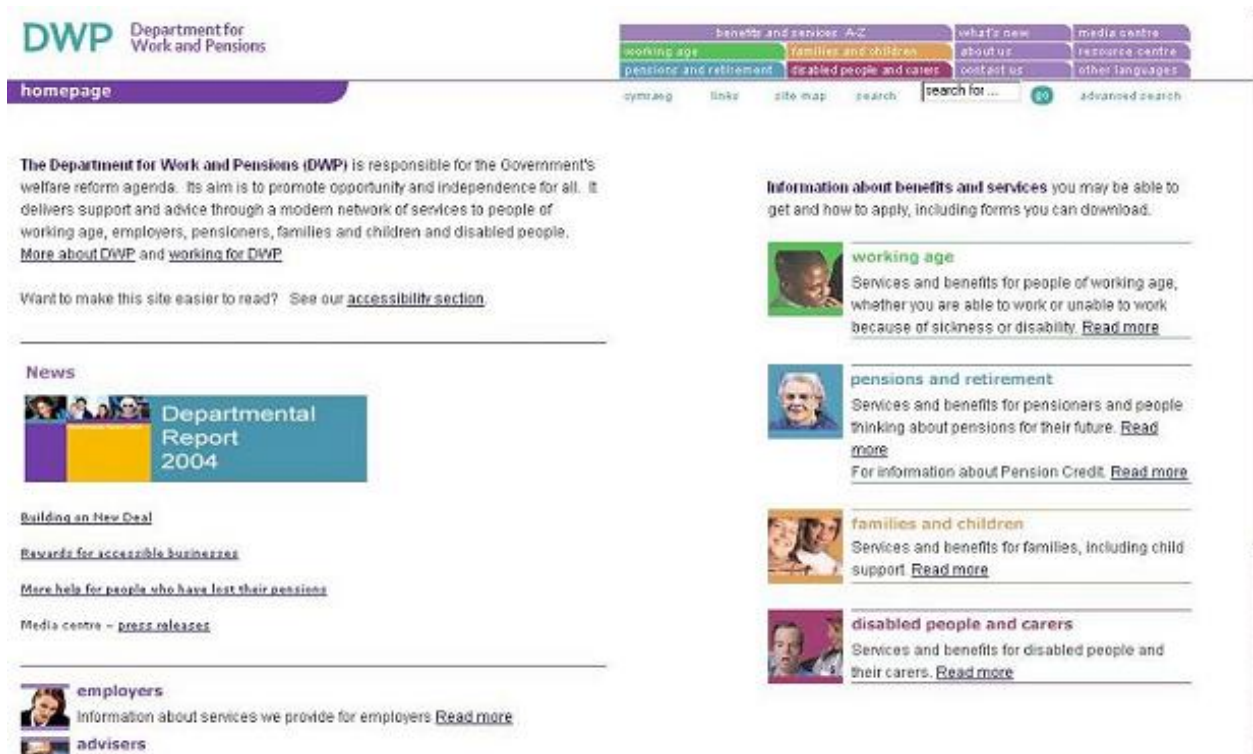 DWP
Department for
Work and Pensions
benefits and services A-Z
what's new
media centre
working age
families and children
about us
resource centre
pensions and retirement
disabled people and carers
contact us
other languages
homepage
cymraeg
links
site map
search
search for ...
go
advanced search
The Department for Work and Pensions (DWP) is responsible for the Government's
welfare reform agenda. Its aim is to promote opportunity and independence for all. It
delivers support and advice through a modern network of services to people of
working age, employers, pensioners, families and children and disabled people.
More about DWP and working for DWP
Want to make this site easier to read? See our accessibility section
News
Departmental
Report
2004
Building on New Deal
Rewards for accessible businesses
More help for people who have lost their pensions
Media centre – press releases
employers
Information about services we provide for employers Read more
advisers
Information about benefits and services you may be able to
get and how to apply, including forms you can download.
working age
Services and benefits for people of working age,
whether you are able to work or unable to work
because of sickness or disability. Read more
pensions and retirement
Services and benefits for pensioners and people
thinking about pensions for their future. Read
more
For information about Pension Credit. Read more
families and children
Services and benefits for families, including child
support. Read more
disabled people and carers
Services and benefits for disabled people and
their carers. Read more